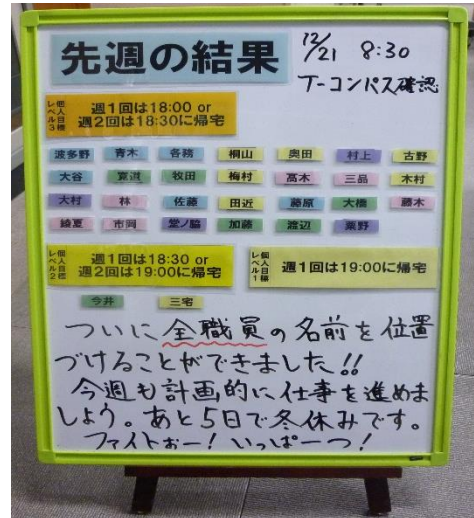 先週の結果
12/21 8:30
T-コンパス確認
個人目標レベル3 週1回は18:00 or
週2回は18:30に帰宅
波多野 青木 各務 桐山 奥田 村上 古野
大谷 寛道 牧田 梅村 高木 三品 木村
大村 林 佐藤 田近 藤原 大橋 藤木
綾夏 市岡 堂ノ脇 加藤 渡辺 粟野
個人目標レベル2 週1回は18:30 or
週2回は19:00に帰宅
個人目標レベル1 週1回は19:00に帰宅
今井 三宅
ついに全職員の名前を位置
づけることができました!!
今週も計画的に仕事を進めま
しょう。あと5日で冬休みです。
ファイトぉー!いっぱーつ!